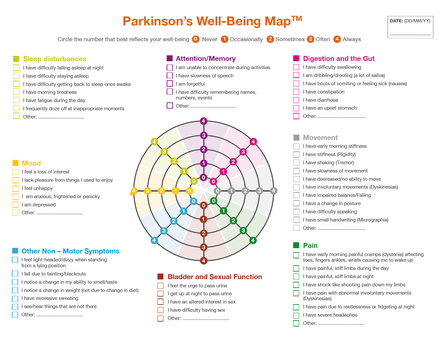 Parkinson's Well-Being Map™
DATE: (DD/MM/YY)
Circle the number that best reflects your well-being 0 Never 1 Occasionally 2 Sometimes 3 Often 4 Always
Sleep disturbances
I have difficulty falling asleep at night
I have difficulty staying asleep
I have difficulty getting back to sleep once awake
I have morning tiredness
I have fatigue during the day
I frequently doze off at inappropriate moments
Other:
Attention/Memory
I am unable to concentrate during activities
I have slowness of speech
I am forgetful
I have difficulty remembering names,
numbers, events
Other:
Digestion and the Gut
I have difficulty swallowing
I am dribbling/drooling (a lot of saliva)
I have bouts of vomiting or feeling sick (nausea)
I have constipation
I have diarrhoea
I have an upset stomach
Other:
Mood
I feel a loss of interest
I lack pleasure from things I used to enjoy
I feel unhappy
I am anxious, frightened or panicky
I am depressed
Other:
Movement
I have early morning stiffness
I have stiffness (Rigidity)
I have shaking (Tremor)
I have slowness of movement
I have decreased/no ability to move
I have involuntary movements (Dyskinesias)
I have impaired balance/Falling
I have a change in posture
I have difficulty speaking
I have small handwriting (Micrographia)
Other:
Other Non – Motor Symptoms
I feel light-headed/dizzy when standing
from a lying position
I fall due to fainting/blackouts
I notice a change in my ability to smell/taste
I notice a change in weight (not due to change in diet)
I have excessive sweating
I see/hear things that are not there
Other:
Bladder and Sexual Function
I feel the urge to pass urine
I get up at night to pass urine
I have an altered interest in sex
I have difficulty having sex
Other:
Pain
I have early morning painful cramps (dystonia) affecting
toes, fingers, ankles, wrists causing me to wake up
I have painful, stiff limbs during the day
I have painful, stiff limbs at night
I have shock-like shooting pain down my limbs
I have pain with abnormal involuntary movements
(Dyskinesias)
I have pain due to restlessness or fidgeting at night
I have severe headaches
Other: